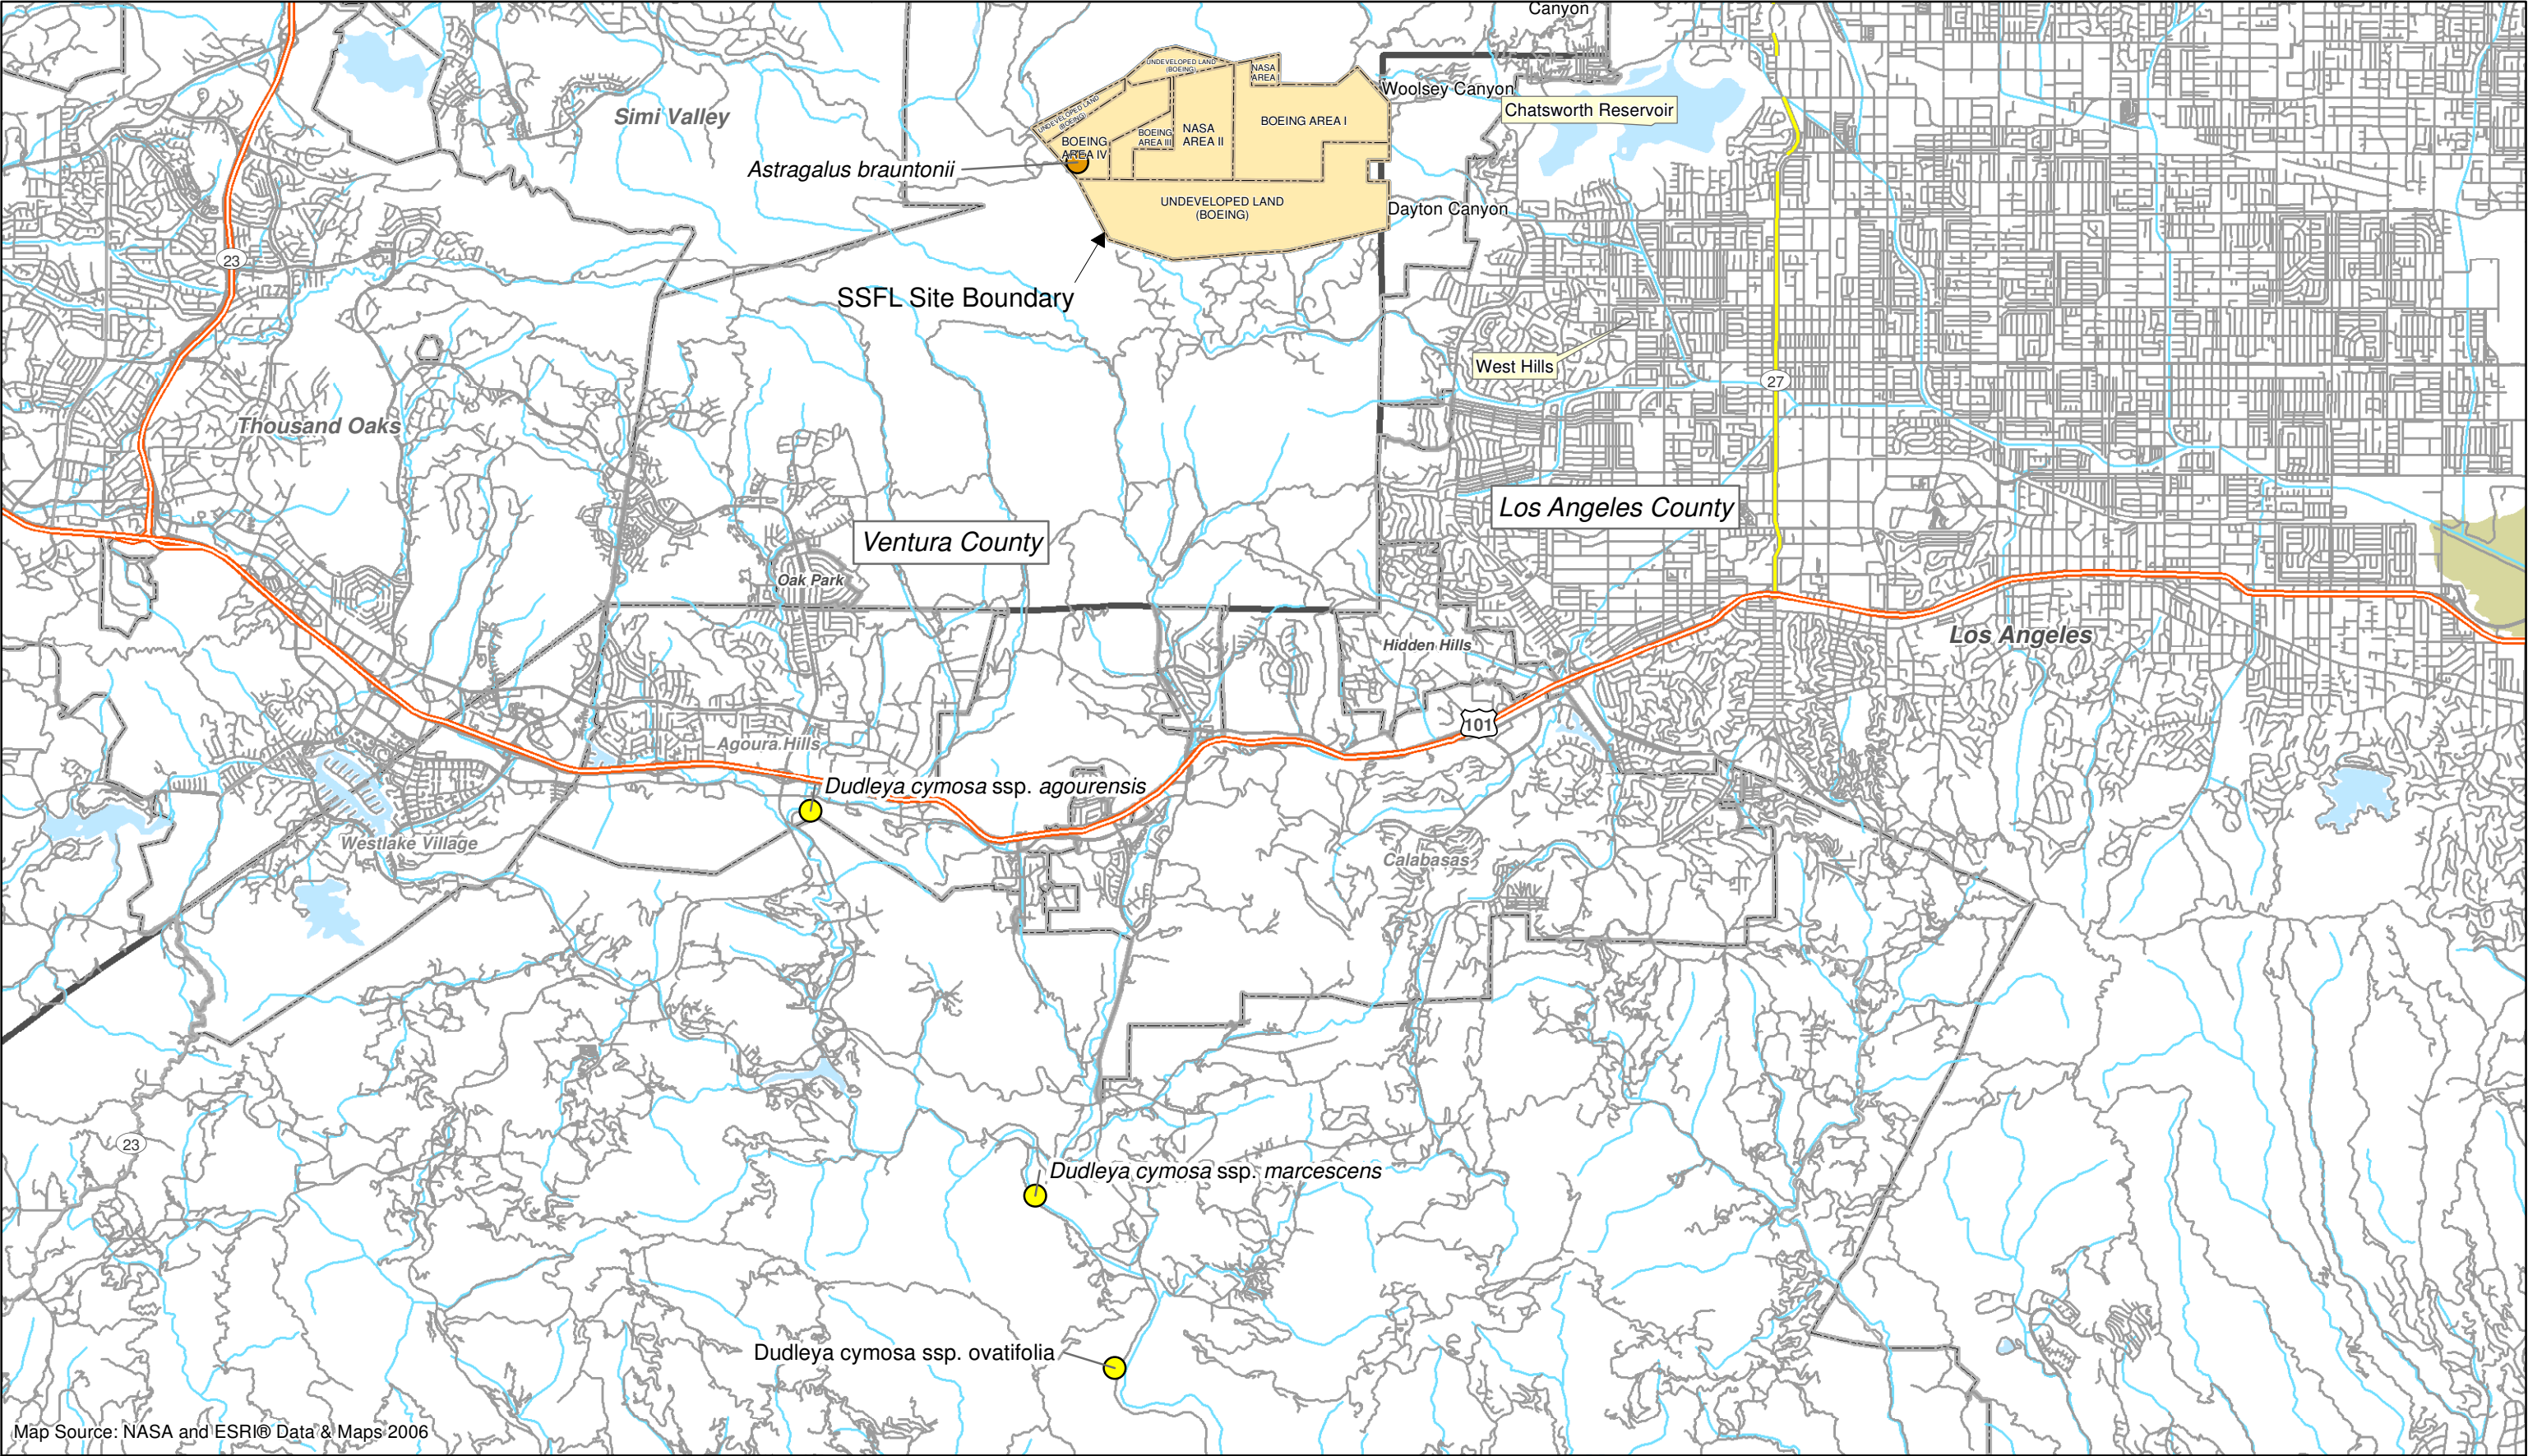 Canyon
UNDEVELOPED LAND
(BOEING)
NASA
AREA I
Woolsey Canyon
Chatsworth Reservoir
Simi Valley
UNDEVELOPED LAND
(BOEING)
BOEING AREA I
NASA
AREA II
BOEING
AREA III
BOEING
AREA IV
Astragalus brauntonii
UNDEVELOPED LAND
(BOEING)
Dayton Canyon
23
SSFL Site Boundary
West Hills
27
Thousand Oaks
Los Angeles County
Ventura County
Oak Park
Hidden Hills
Los Angeles
101
Agoura Hills
Dudleya cymosa ssp. agourensis
Westlake Village
Calabasas
23
Dudleya cymosa ssp. marcescens
Dudleya cymosa ssp. ovatifolia
Map Source: NASA and ESRI® Data & Maps 2006